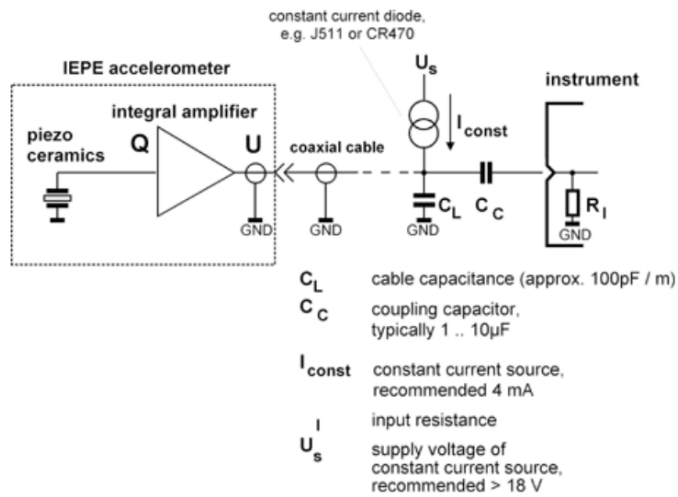 constant current diode,
e.g. J511 or CR470
IEPE accelerometer
Us
instrument
integral amplifier
piezo
ceramics
Q
U
coaxial cable
Iconst
CL
CC
RI
GND
GND
GND
GND
CL cable capacitance (approx. 100pF / m)
CC coupling capacitor,
typically 1 .. 10µF
Iconst constant current source,
recommended 4 mA
I input resistance
Us supply voltage of
constant current source,
recommended > 18 V